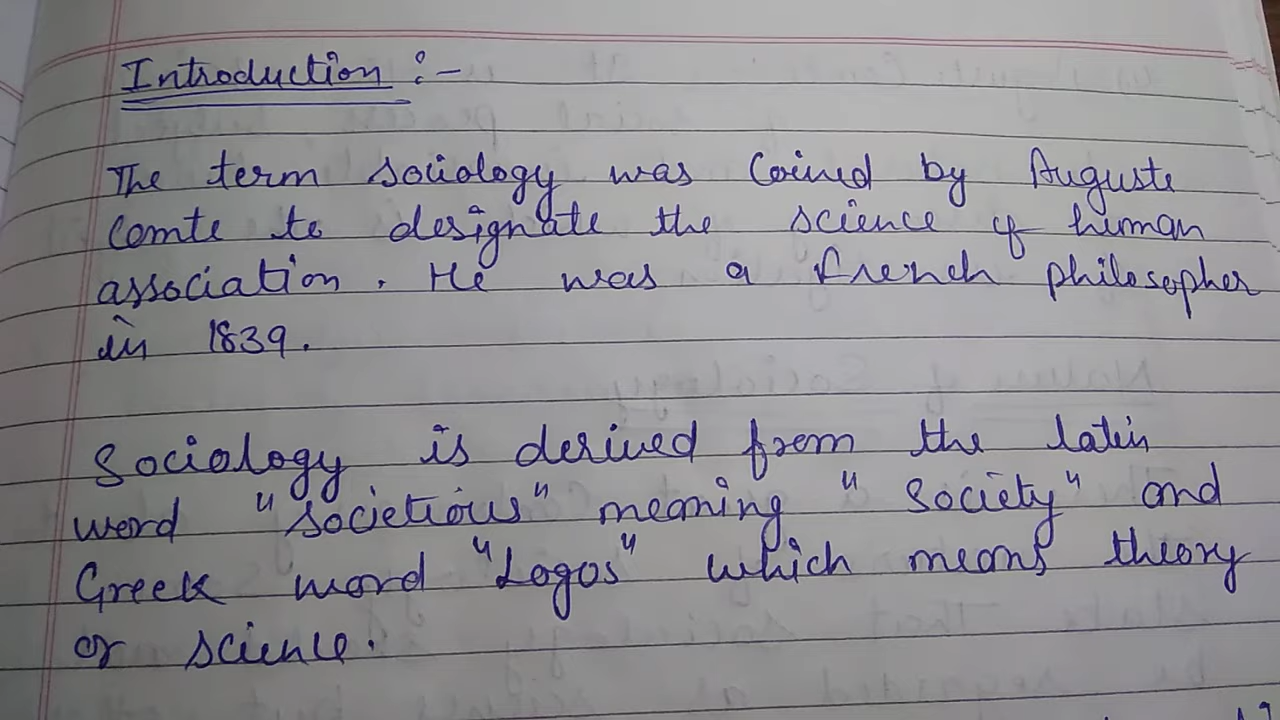 Introduction :-
The term sociology was coined by Auguste
Comte to designate the science of human
association. He was a French philosopher
in 1839.
Sociology is derived from the latin
word "societious" meaning "society" and
Greek word "Logos" which means theory
or science.